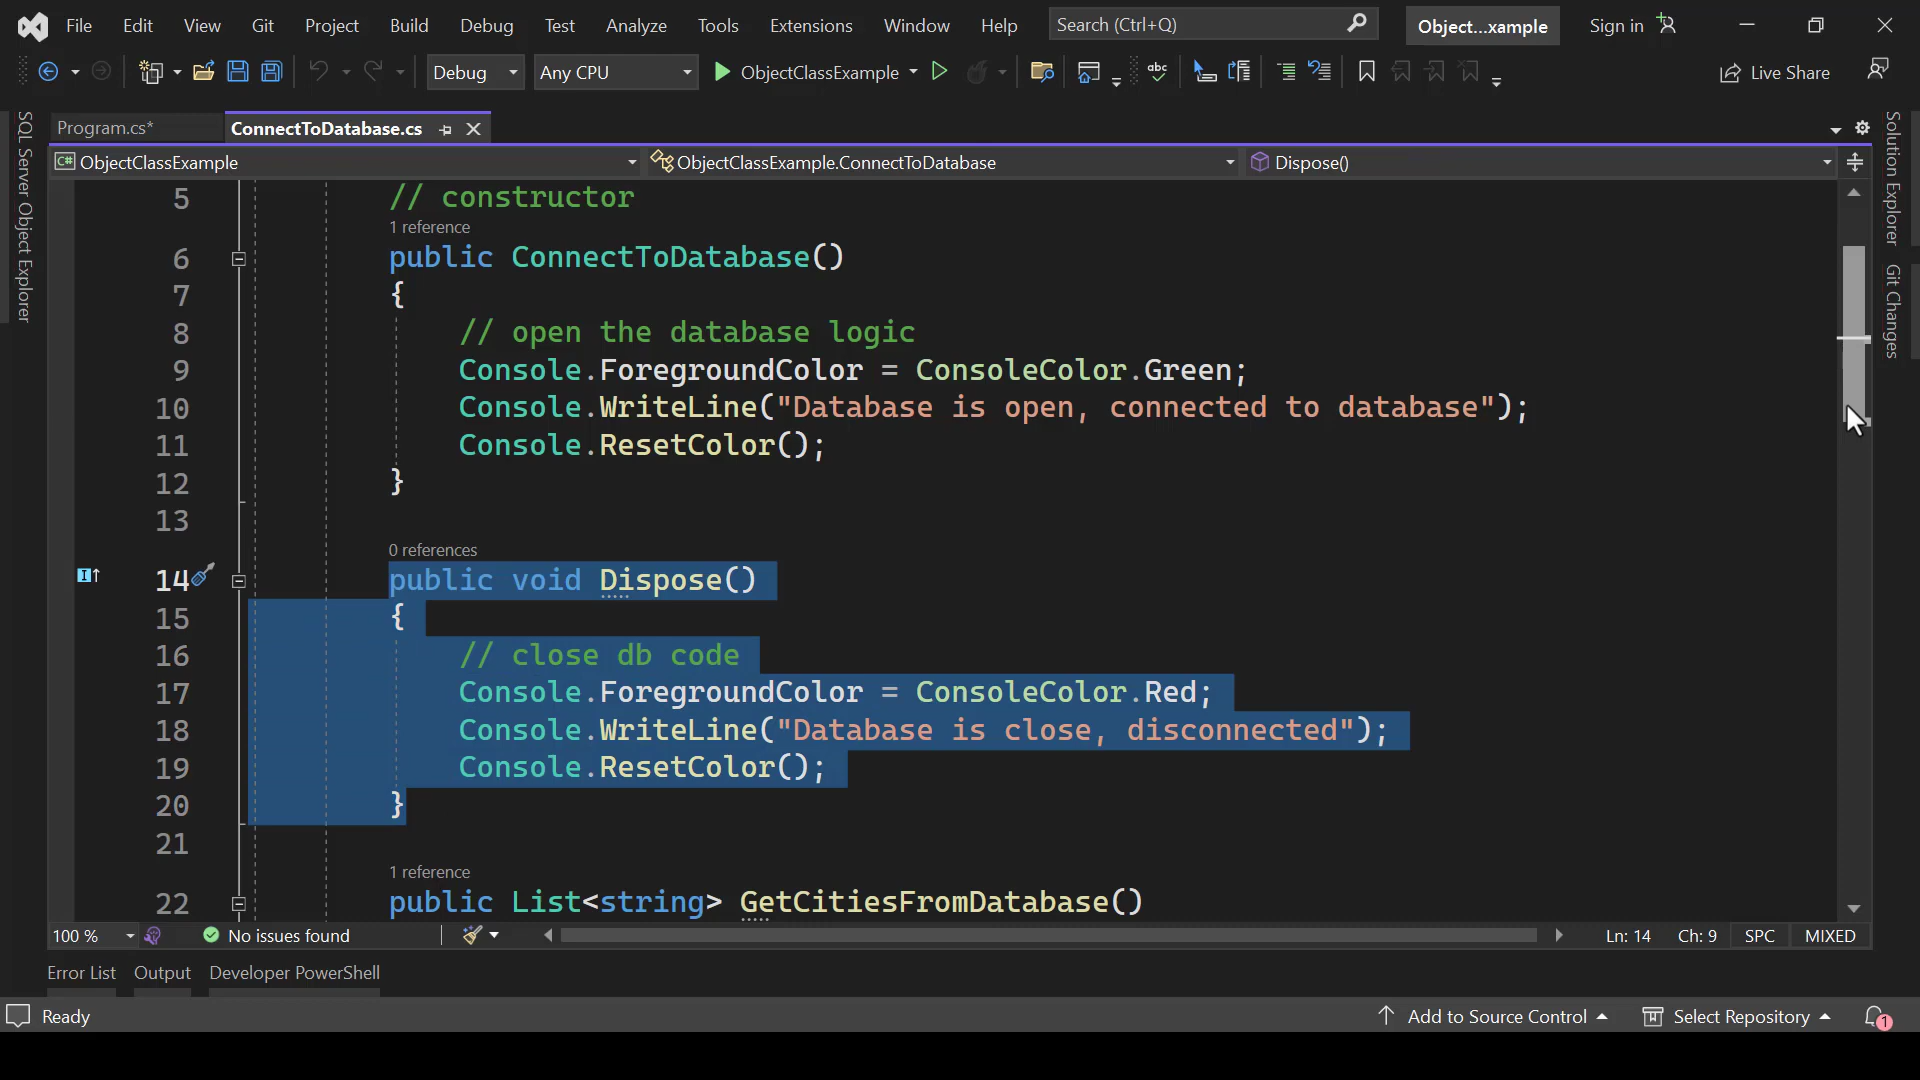 File Edit View Git Project Build Debug Test Analyze Tools Extensions Window Help Search (Ctrl+Q) Object...xample Sign in
Debug Any CPU ObjectClassExample Live Share
SQL Server Object Explorer
Program.cs* ConnectToDatabase.cs
Solution Explorer
Git Changes
ObjectClassExample ObjectClassExample.ConnectToDatabase Dispose()
5 // constructor
1 reference
6 public ConnectToDatabase()
7 {
8 // open the database logic
9 Console.ForegroundColor = ConsoleColor.Green;
10 Console.WriteLine("Database is open, connected to database");
11 Console.ResetColor();
12 }
13
0 references
14 public void Dispose()
15 {
16 // close db code
17 Console.ForegroundColor = ConsoleColor.Red;
18 Console.WriteLine("Database is close, disconnected");
19 Console.ResetColor();
20 }
21
1 reference
22 public List<string> GetCitiesFromDatabase()
100 % No issues found Ln: 14 Ch: 9 SPC MIXED
Error List Output Developer PowerShell
Ready Add to Source Control Select Repository 1